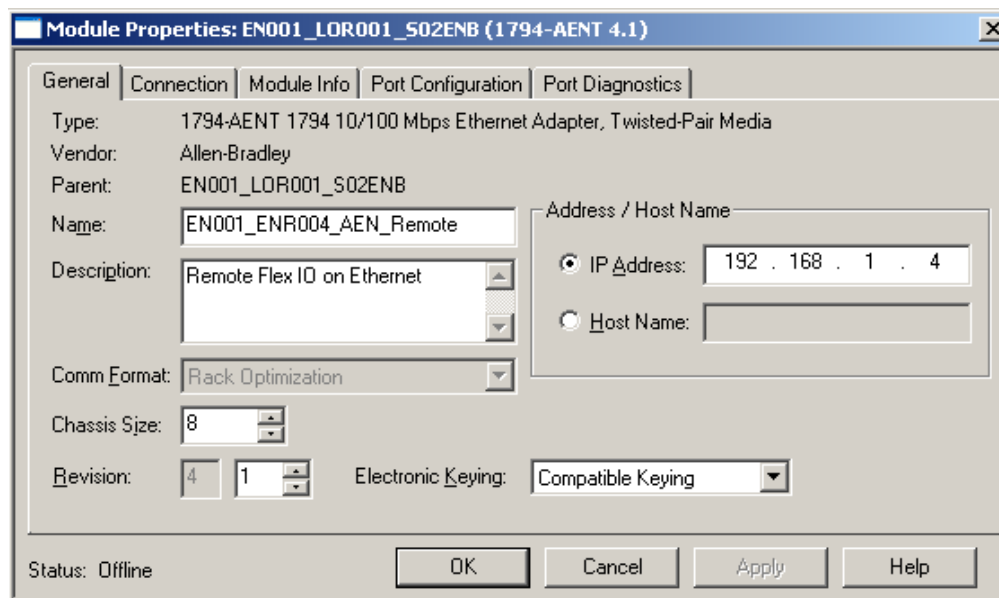 Module Properties: EN001_LOR001_S02ENB (1794-AENT 4.1)
General Connection Module Info Port Configuration Port Diagnostics
Type: 1794-AENT 1794 10/100 Mbps Ethernet Adapter, Twisted-Pair Media
Vendor: Allen-Bradley
Parent: EN001_LOR001_S02ENB
Name: EN001_ENR004_AEN_Remote
Description: Remote Flex IO on Ethernet
Comm Format: Rack Optimization
Chassis Size: 8
Revision: 4 1 Electronic Keying: Compatible Keying
Address / Host Name
IP Address: 192 . 168 . 1 . 4
Host Name:
Status: Offline OK Cancel Apply Help